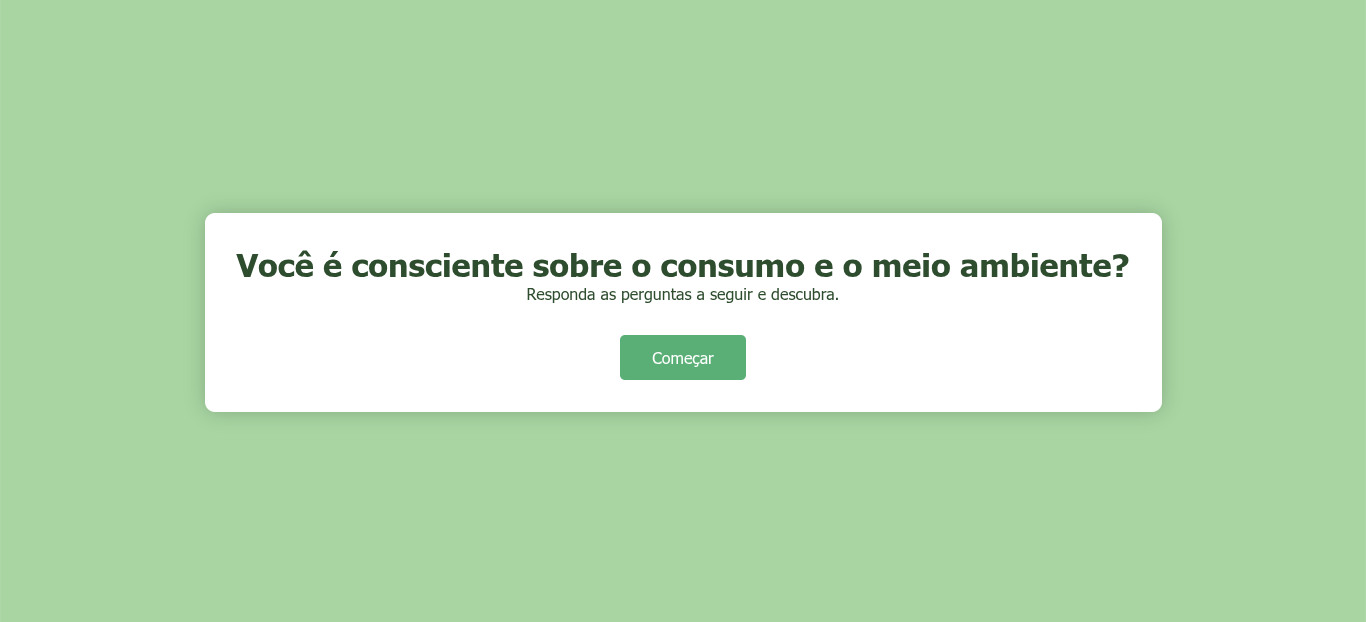 Você é consciente sobre o consumo e o meio ambiente?
Responda as perguntas a seguir e descubra.
Começar